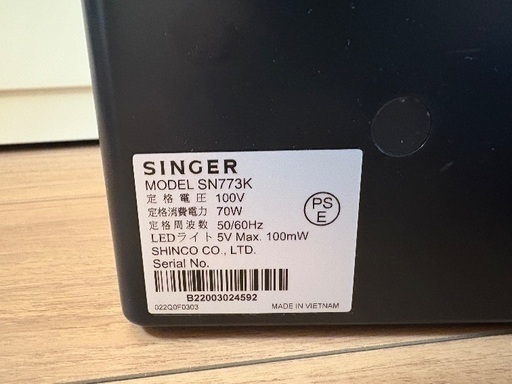 SINGER
MODEL SN773K
定格電圧 100V
定格消費電力 70W
定格周波数 50/60Hz
LEDライト 5V Max. 100mW
PS
E
SHINCO CO., LTD.
Serial No.
B22003024592
022Q0F0303
MADE IN VIETNAM